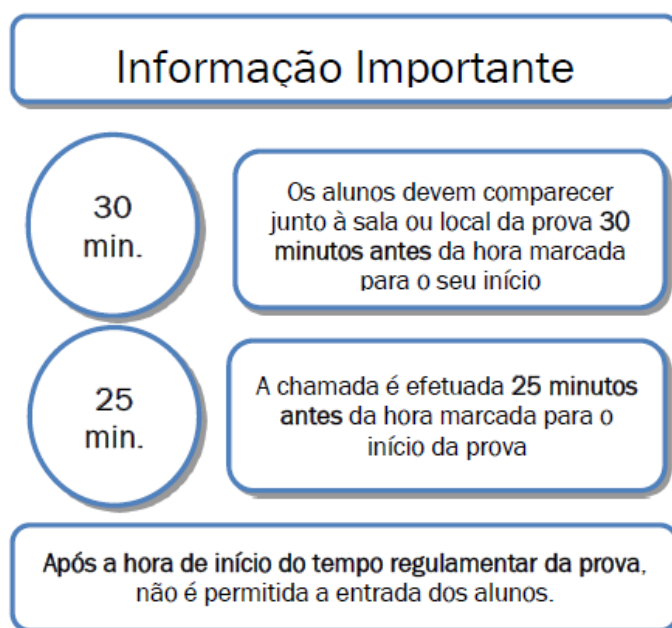 Informação Importante
30
min.
Os alunos devem comparecer
junto à sala ou local da prova 30
minutos antes da hora marcada
para o seu início
25
min.
A chamada é efetuada 25 minutos
antes da hora marcada para o
início da prova
Após a hora de início do tempo regulamentar da prova,
não é permitida a entrada dos alunos.